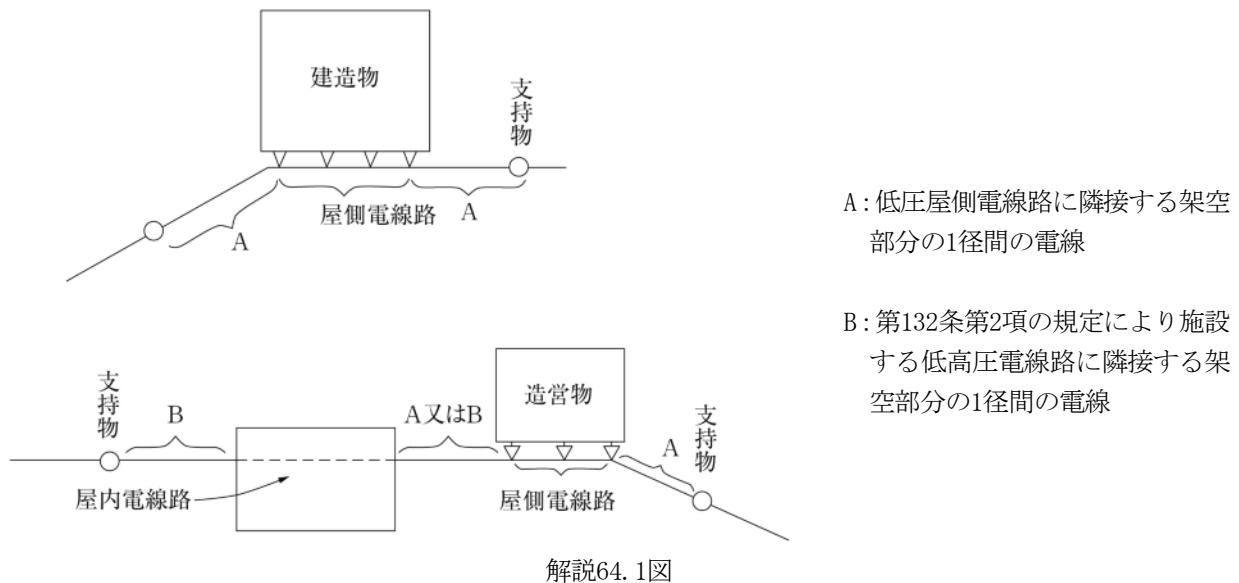 建造物
支持物
屋側電線路
A
A
A：低圧屋側電線路に隣接する架空
部分の1径間の電線
B：第132条第2項の規定により施設
する低高圧電線路に隣接する架
空部分の1径間の電線
支持物
B
A又はB
造営物
A
支持物
屋内電線路
屋側電線路
解説64.1図